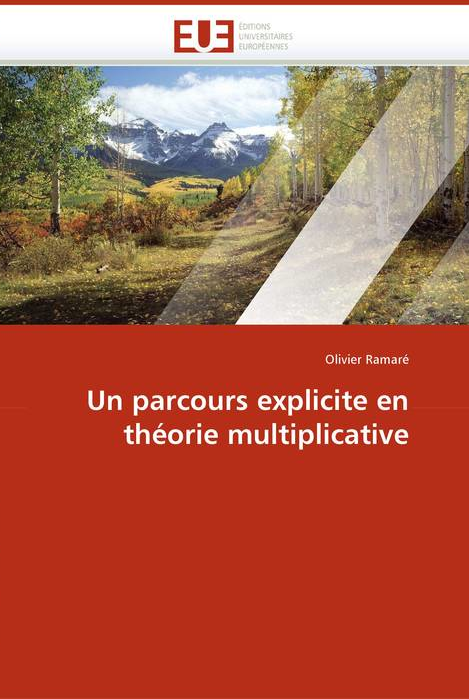 EUE
ÉDITIONS
UNIVERSITAIRES
EUROPÉENNES
Olivier Ramaré
Un parcours explicite en
théorie multiplicative